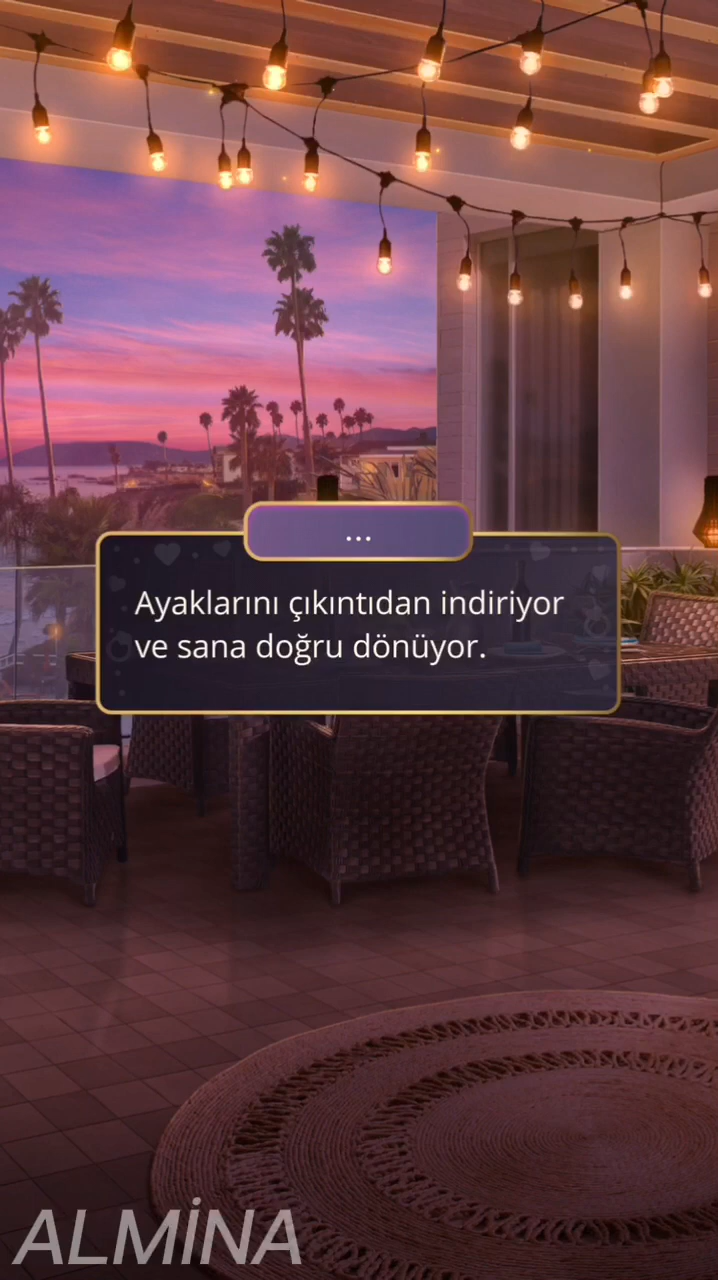 ...
Ayaklarını çıkıntıdan indiriyor
ve sana doğru dönüyor.
ALMİNA